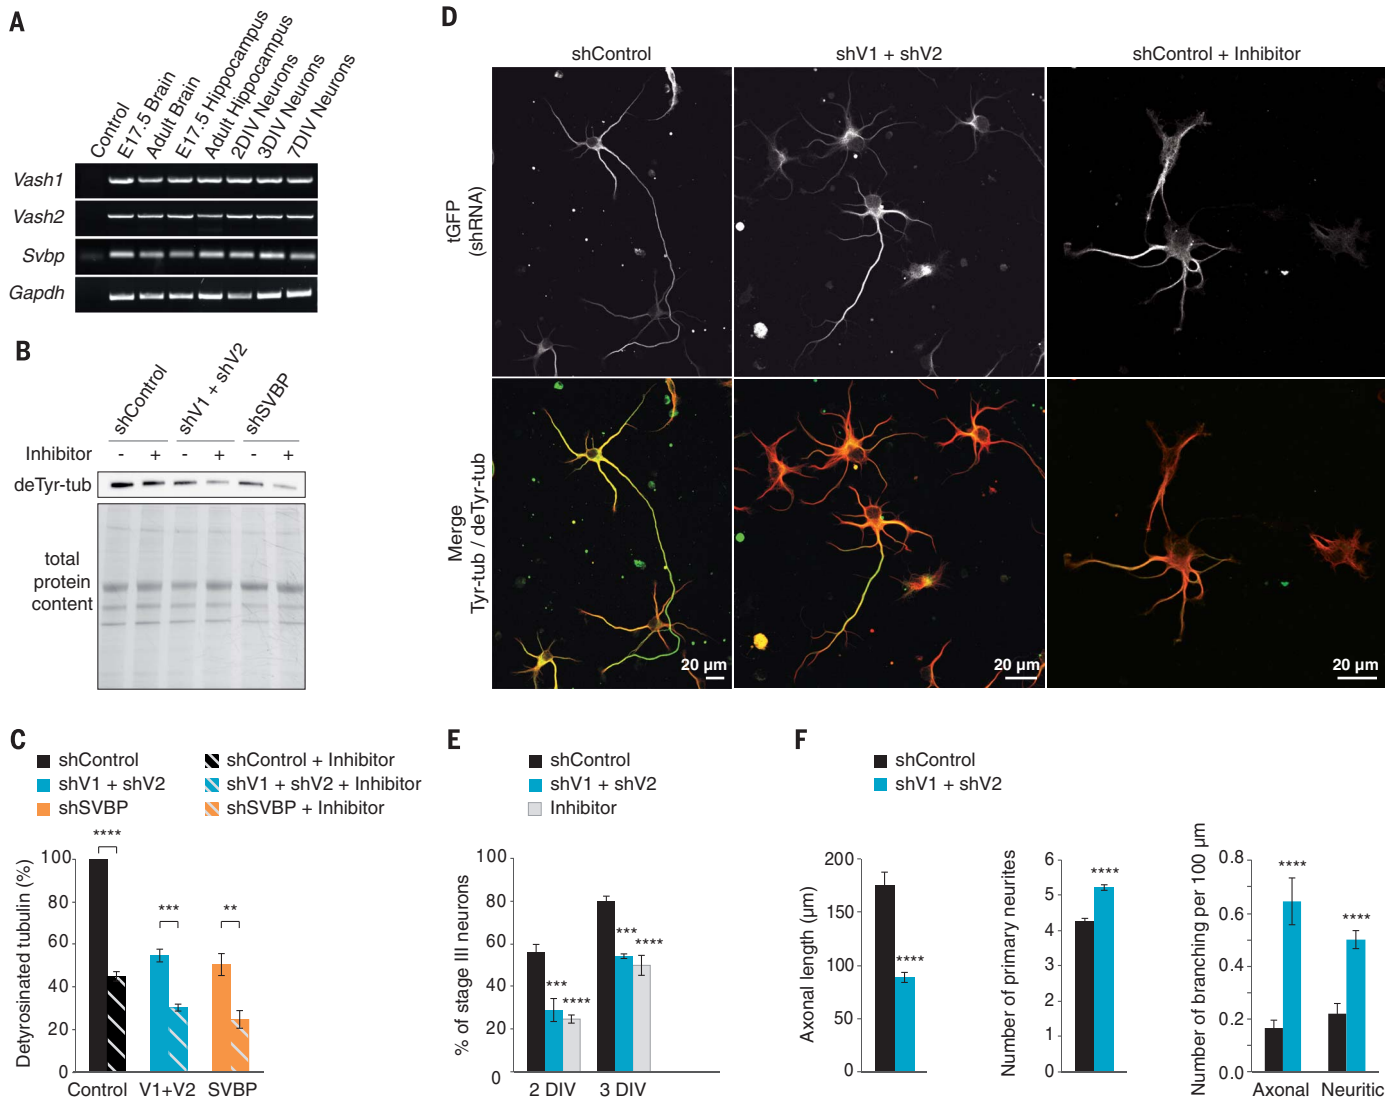 A
Control
E17.5 Brain
Adult Brain
E17.5 Hippocampus
Adult Hippocampus
2DIV Neurons
3DIV Neurons
7DIV Neurons
Vash1
Vash2
Svbp
Gapdh
B
shControl
shV1 + shV2
shSVBP
Inhibitor - + - + - +
deTyr-tub
total
protein
content
C
shControl
shV1 + shV2
shSVBP
shControl + Inhibitor
shV1 + shV2 + Inhibitor
shSVBP + Inhibitor
Detyrosinated tubulin (%)
100
80
60
40
20
0
****
***
**
Control V1+V2 SVBP
D
shControl shV1 + shV2 shControl + Inhibitor
tGFP
(shRNA)
Merge
Tyr-tub / deTyr-tub
20 µm
20 µm
20 µm
E
shControl
shV1 + shV2
Inhibitor
% of stage III neurons
100
80
60
40
20
0
***
****
***
****
2 DIV 3 DIV
F
shControl
shV1 + shV2
Axonal length (µm)
200
150
100
50
0
****
Number of primary neurites
6
5
4
3
2
1
0
****
Number of branching per 100 µm
0.8
0.6
0.4
0.2
0.0
****
****
Axonal Neuritic